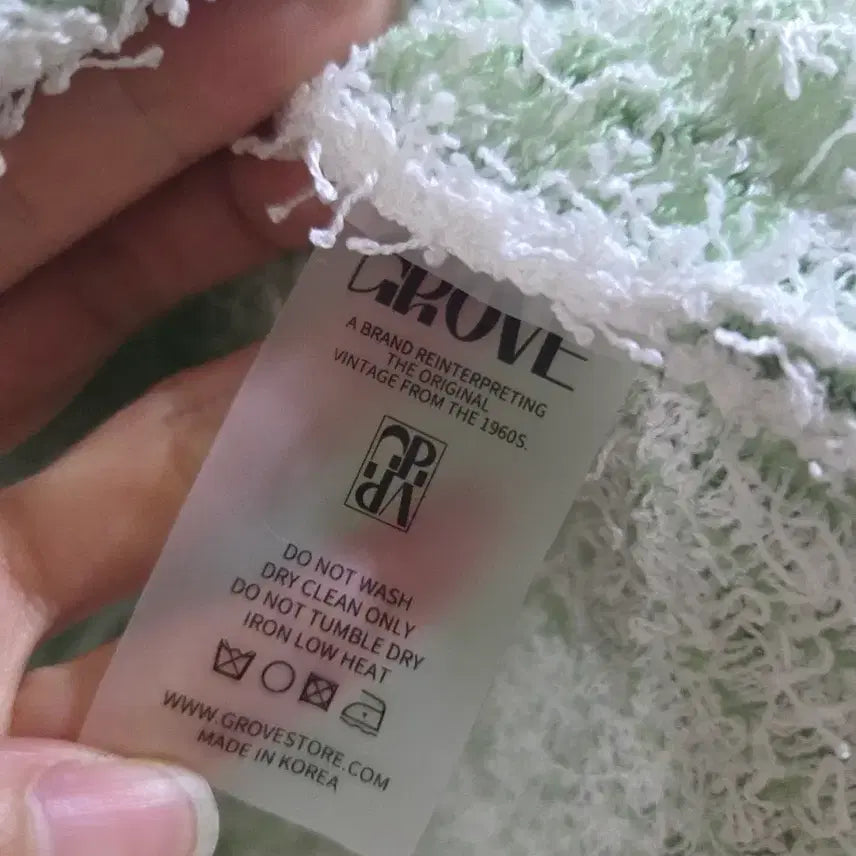 GROVE
A BRAND REINTERPRETING
THE ORIGINAL
VINTAGE FROM THE 1960S.
DO NOT WASH
DRY CLEAN ONLY
DO NOT TUMBLE DRY
IRON LOW HEAT
WWW.GROVESTORE.COM
MADE IN KOREA